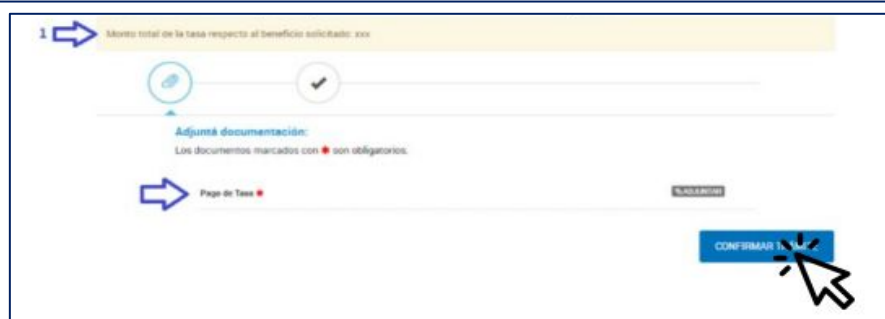 1
Monto total de la tasa respecto al beneficio solicitado: xxx
Adjuntá documentación:
Los documentos marcados con * son obligatorios.
Pago de Tasa *
ADJUNTAR
CONFIRMAR